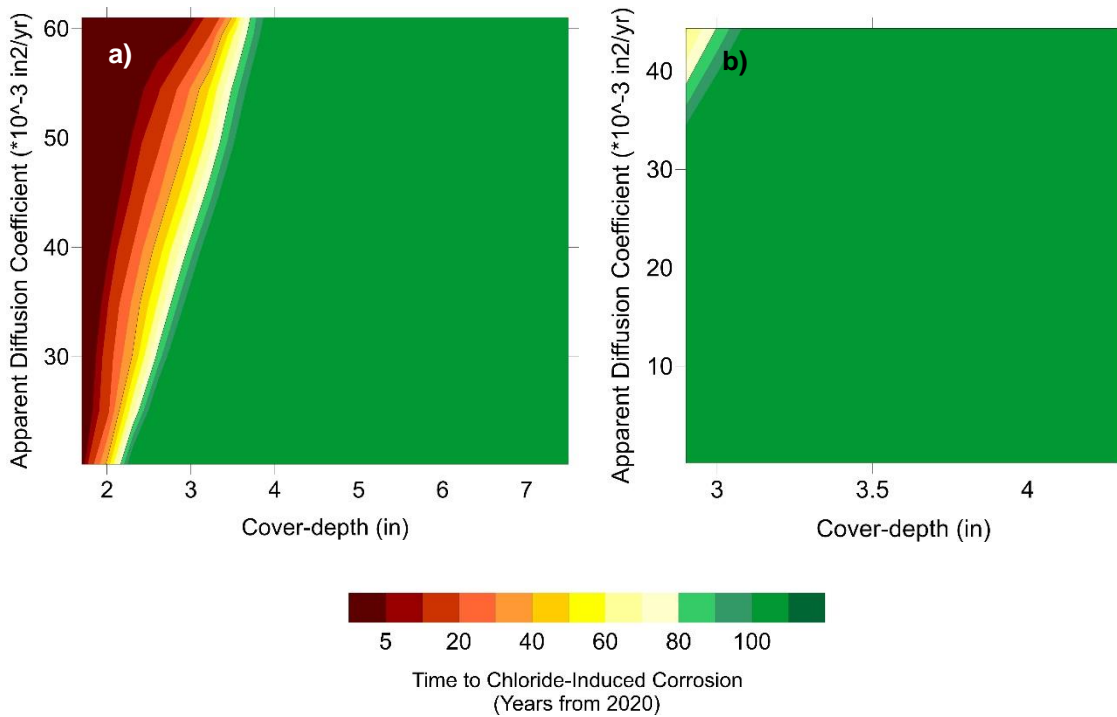 a)
Apparent Diffusion Coefficient (*10^-3 in2/yr)
60
50
40
30
2 3 4 5 6 7
Cover-depth (in)
b)
Apparent Diffusion Coefficient (*10^-3 in2/yr)
40
30
20
10
3 3.5 4
Cover-depth (in)
5 20 40 60 80 100
Time to Chloride-Induced Corrosion
(Years from 2020)